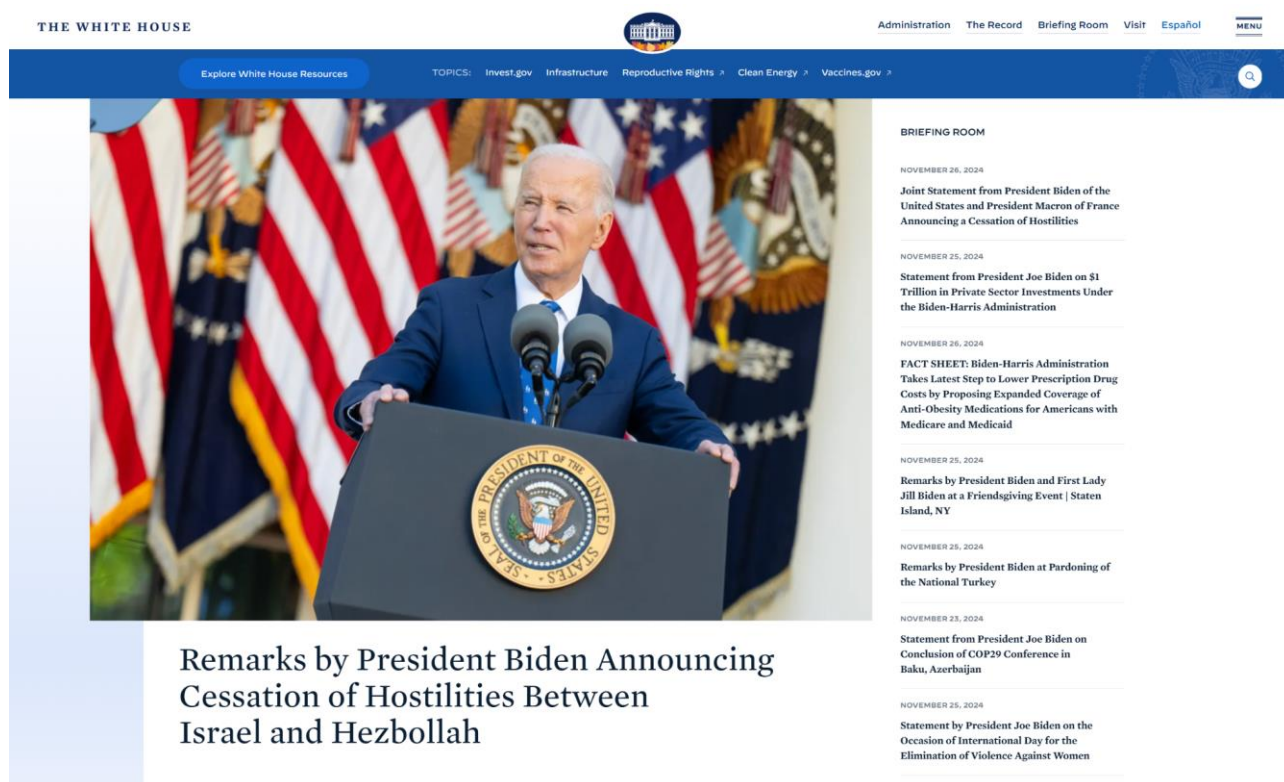 THE WHITE HOUSE
Administration The Record Briefing Room Visit Español MENU
Explore White House Resources
TOPICS: Invest.gov Infrastructure Reproductive Rights ↗ Clean Energy ↗ Vaccines.gov ↗
SEAL OF THE PRESIDENT OF THE UNITED STATES
Remarks by President Biden Announcing
Cessation of Hostilities Between
Israel and Hezbollah
BRIEFING ROOM
NOVEMBER 26, 2024
Joint Statement from President Biden of the
United States and President Macron of France
Announcing a Cessation of Hostilities
NOVEMBER 25, 2024
Statement from President Joe Biden on $1
Trillion in Private Sector Investments Under
the Biden-Harris Administration
NOVEMBER 26, 2024
FACT SHEET: Biden-Harris Administration
Takes Latest Step to Lower Prescription Drug
Costs by Proposing Expanded Coverage of
Anti-Obesity Medications for Americans with
Medicare and Medicaid
NOVEMBER 25, 2024
Remarks by President Biden and First Lady
Jill Biden at a Friendsgiving Event | Staten
Island, NY
NOVEMBER 25, 2024
Remarks by President Biden at Pardoning of
the National Turkey
NOVEMBER 23, 2024
Statement from President Joe Biden on
Conclusion of COP29 Conference in
Baku, Azerbaijan
NOVEMBER 25, 2024
Statement by President Joe Biden on the
Occasion of International Day for the
Elimination of Violence Against Women